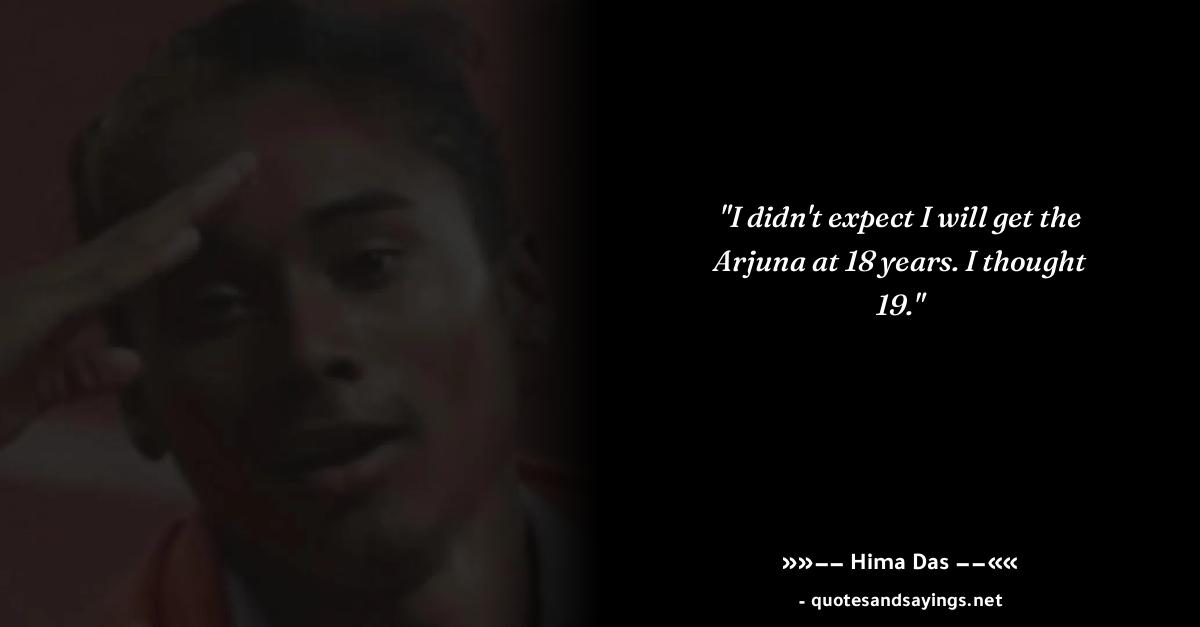 "I didn't expect I will get the
Arjuna at 18 years. I thought
19."
»»−− Hima Das −−««
- quotesandsayings.net